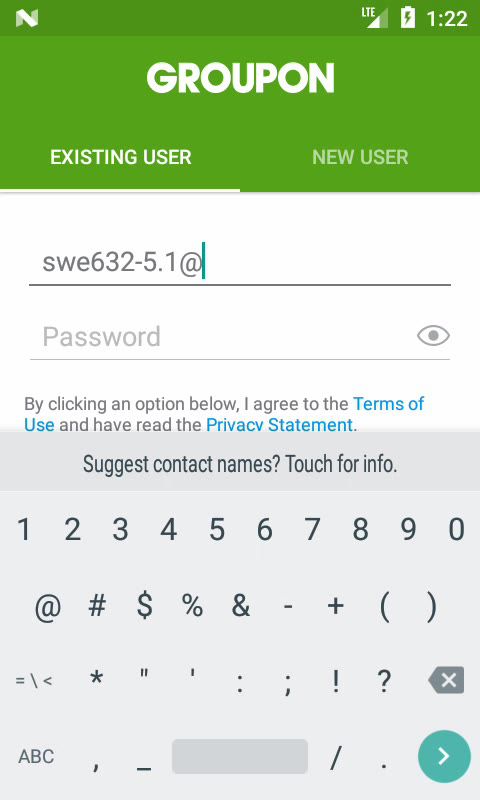 LTE 1:22
GROUPON
EXISTING USER NEW USER
swe632-5.1@
Password
By clicking an option below, I agree to the Terms of
Use and have read the Privacy Statement.
Suggest contact names? Touch for info.
1 2 3 4 5 6 7 8 9 0
@ # $ % & - + ( )
= \ < * " ' : ; ! ?
ABC , _ / .